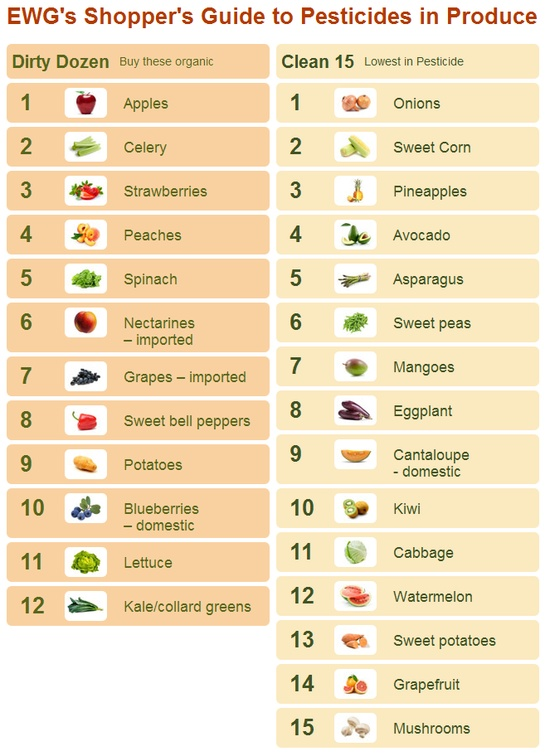 EWG's Shopper's Guide to Pesticides in Produce
Dirty Dozen Buy these organic
1 Apples
2 Celery
3 Strawberries
4 Peaches
5 Spinach
6 Nectarines
– imported
7 Grapes – imported
8 Sweet bell peppers
9 Potatoes
10 Blueberries
– domestic
11 Lettuce
12 Kale/collard greens
Clean 15 Lowest in Pesticide
1 Onions
2 Sweet Corn
3 Pineapples
4 Avocado
5 Asparagus
6 Sweet peas
7 Mangoes
8 Eggplant
9 Cantaloupe
- domestic
10 Kiwi
11 Cabbage
12 Watermelon
13 Sweet potatoes
14 Grapefruit
15 Mushrooms